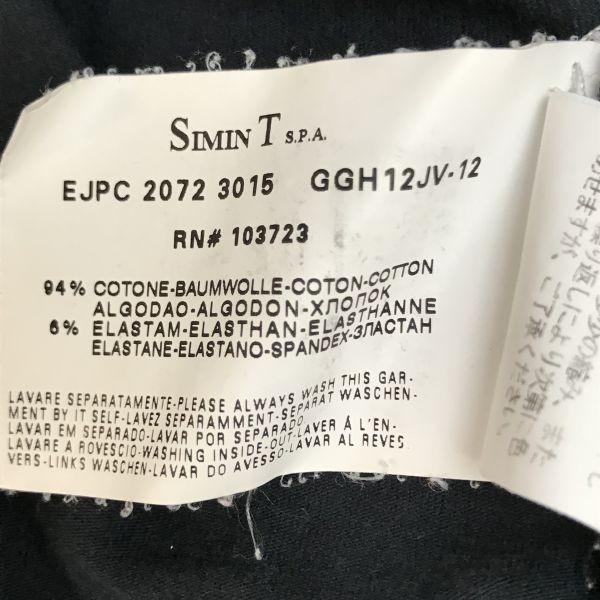 SIMIN T S.P.A.
EJPC 2072 3015 GGH12JV-12
RN# 103723
94% COTONE-BAUMWOLLE-COTON-COTTON
ALGODAO-ALGODON-ХЛОПОК
6% ELASTAM-ELASTHAN-ELASTHANNE
ELASTANE-ELASTANO-SPANDEX-ЭЛАСТАН
LAVARE SEPARATAMENTE-PLEASE ALWAYS WASH THIS GAR-
MENT BY IT SELF-LAVEZ SEPARAMMENT-SEPARAT WASCHEN-
LAVAR EM SEPARADO-LAVAR POR SEPARADO
LAVARE A ROVESCIO-WASHING INSIDE-OUT-LAVER Á L'EN-
VERS-LINKS WASCHEN-LAVAR DO AVESSO-LAVAR AL REVES